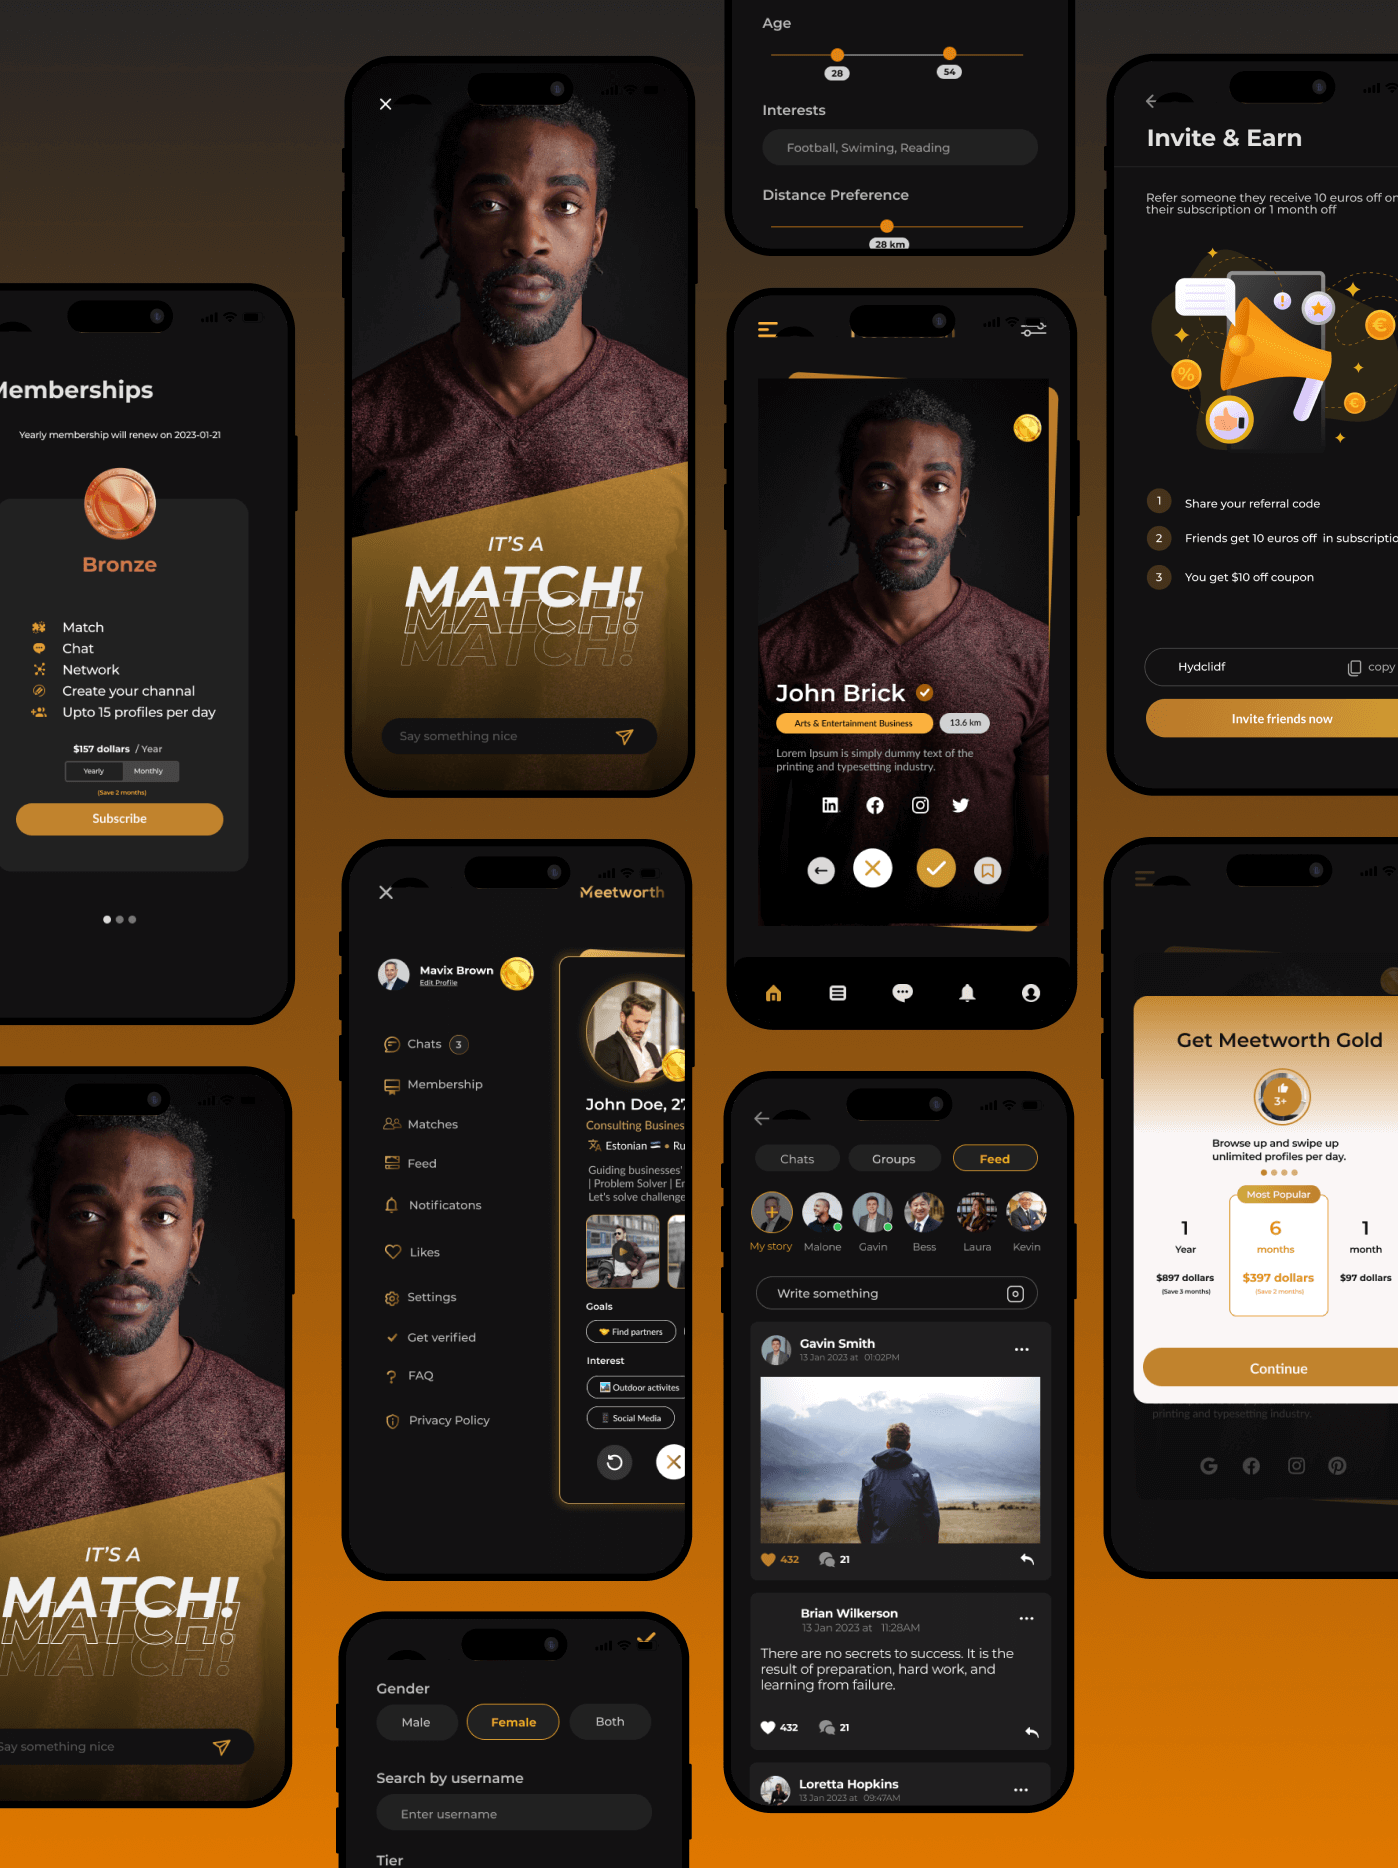 Memberships
Yearly membership will renew on 2023-01-21
Bronze
Match
Chat
Network
Create your channal
Upto 15 profiles per day
$157 dollars / Year
Yearly
Monthly
(Save 2 months)
Subscribe
IT'S A
MATCH!
MATCH!
MATCH!
Say something nice
IT'S A
MATCH!
MATCH!
MATCH!
Say something nice
Meetworth
Mavix Brown
Edit Profile
Chats 3
Membership
Matches
Feed
Notificatons
Likes
Settings
Get verified
FAQ
Privacy Policy
John Doe, 27
Consulting Busines
Estonian • Ru
Guiding businesses'
| Problem Solver | En
Let's solve challenge
Goals
Find partners
Interest
Outdoor activites
Social Media
Gender
Male
Female
Both
Search by username
Enter username
Tier
Age
28
54
Interests
Football, Swiming, Reading
Distance Preference
28 km
John Brick
Arts & Entertainment Business
13.6 km
Lorem Ipsum is simply dummy text of the
printing and typesetting industry.
Chats
Groups
Feed
My story
Malone
Gavin
Bess
Laura
Kevin
Write something
Gavin Smith
13 Jan 2023 at 01:02PM
432
21
Brian Wilkerson
13 Jan 2023 at 11:28AM
There are no secrets to success. It is the
result of preparation, hard work, and
learning from failure.
432
21
Loretta Hopkins
13 Jan 2023 at 09:47AM
Invite & Earn
Refer someone they receive 10 euros off on
their subscription or 1 month off
1 Share your referral code
2 Friends get 10 euros off in subscriptio
3 You get $10 off coupon
Hydclidf
copy
Invite friends now
Get Meetworth Gold
3+
Browse up and swipe up
unlimited profiles per day.
Most Popular
1
Year
$897 dollars
(Save 3 months)
6
months
$397 dollars
(Save 2 months)
1
month
$97 dollars
Continue
printing and typesetting industry.